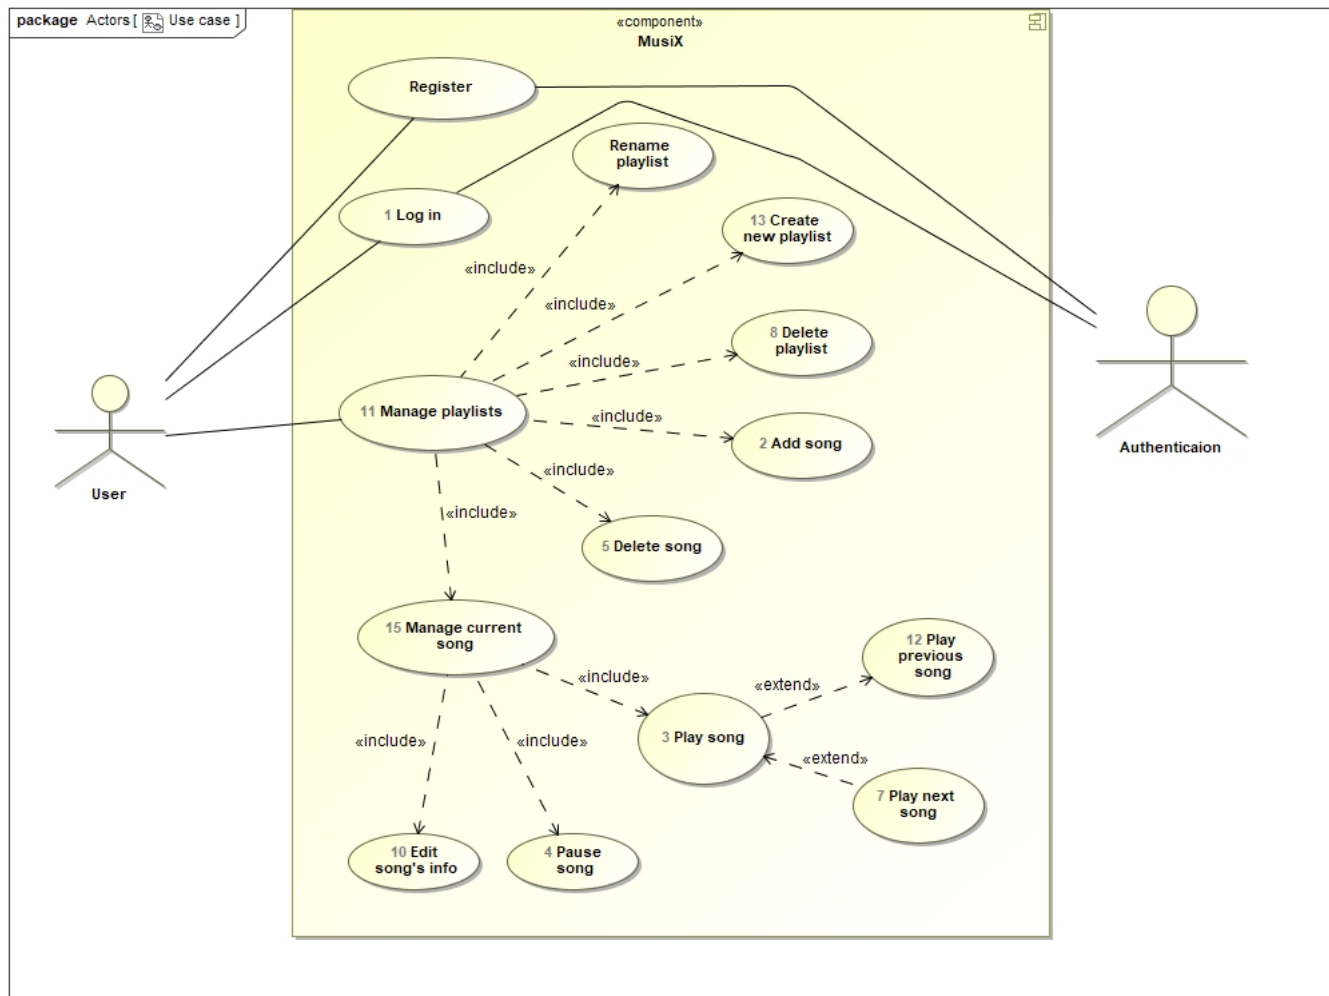 package Actors [ Use case ]
«component»
MusiX
Register
Rename
playlist
1 Log in
13 Create
new playlist
«include»
«include»
8 Delete
playlist
«include»
11 Manage playlists
«include»
2 Add song
Authenticaion
User
«include»
«include»
5 Delete song
15 Manage current
song
12 Play
previous
song
«include»
«extend»
3 Play song
«include»
«include»
«extend»
7 Play next
song
10 Edit
song's info
4 Pause
song